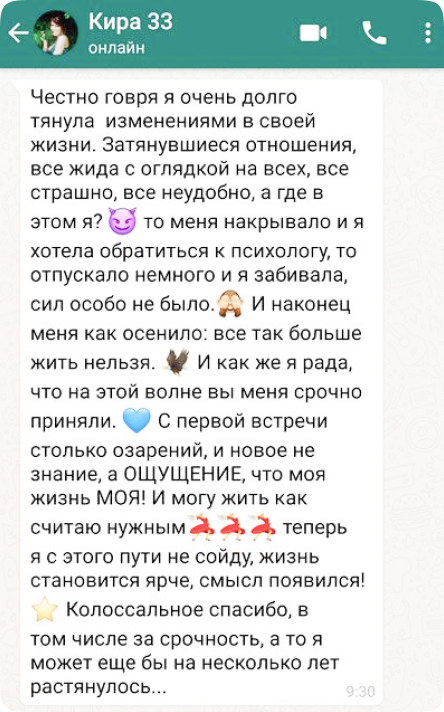 Кира 33
онлайн
Честно говря я очень долго
тянула изменениями в своей
жизни. Затянувшиеся отношения,
все жида с оглядкой на всех, все
страшно, все неудобно, а где в
этом я? 😈 то меня накрывало и я
хотела обратиться к психологу, то
отпускало немного и я забивала,
сил особо не было. 🙈 И наконец
меня как осенило: все так больше
жить нельзя. 🦅 И как же я рада,
что на этой волне вы меня срочно
приняли. 💙 С первой встречи
столько озарений, и новое не
знание, а ОЩУЩЕНИЕ, что моя
жизнь МОЯ! И могу жить как
считаю нужным 💃💃💃 теперь
я с этого пути не сойду, жизнь
становится ярче, смысл появился!
⭐ Колоссальное спасибо, в
том числе за срочность, а то я
может еще бы на несколько лет
растянулось...
9:30